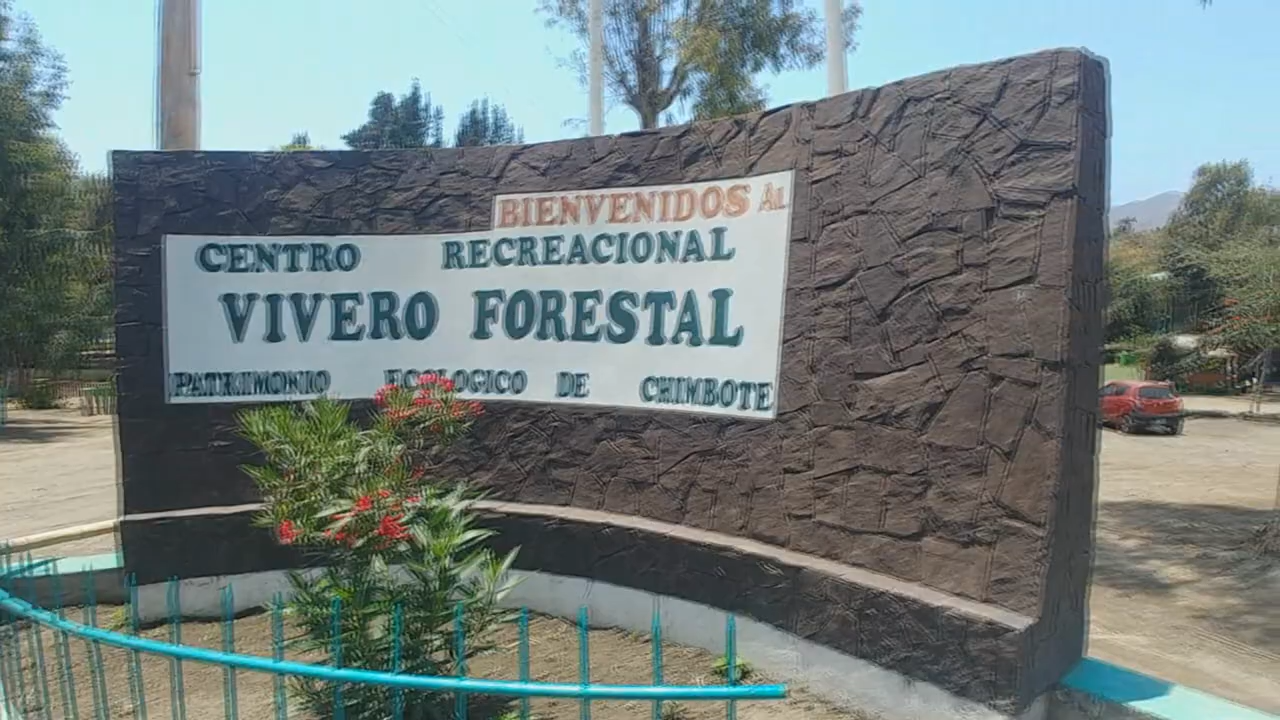 BIENVENIDOS AL
CENTRO RECREACIONAL
VIVERO FORESTAL
PATRIMONIO ECOLOGICO DE CHIMBOTE